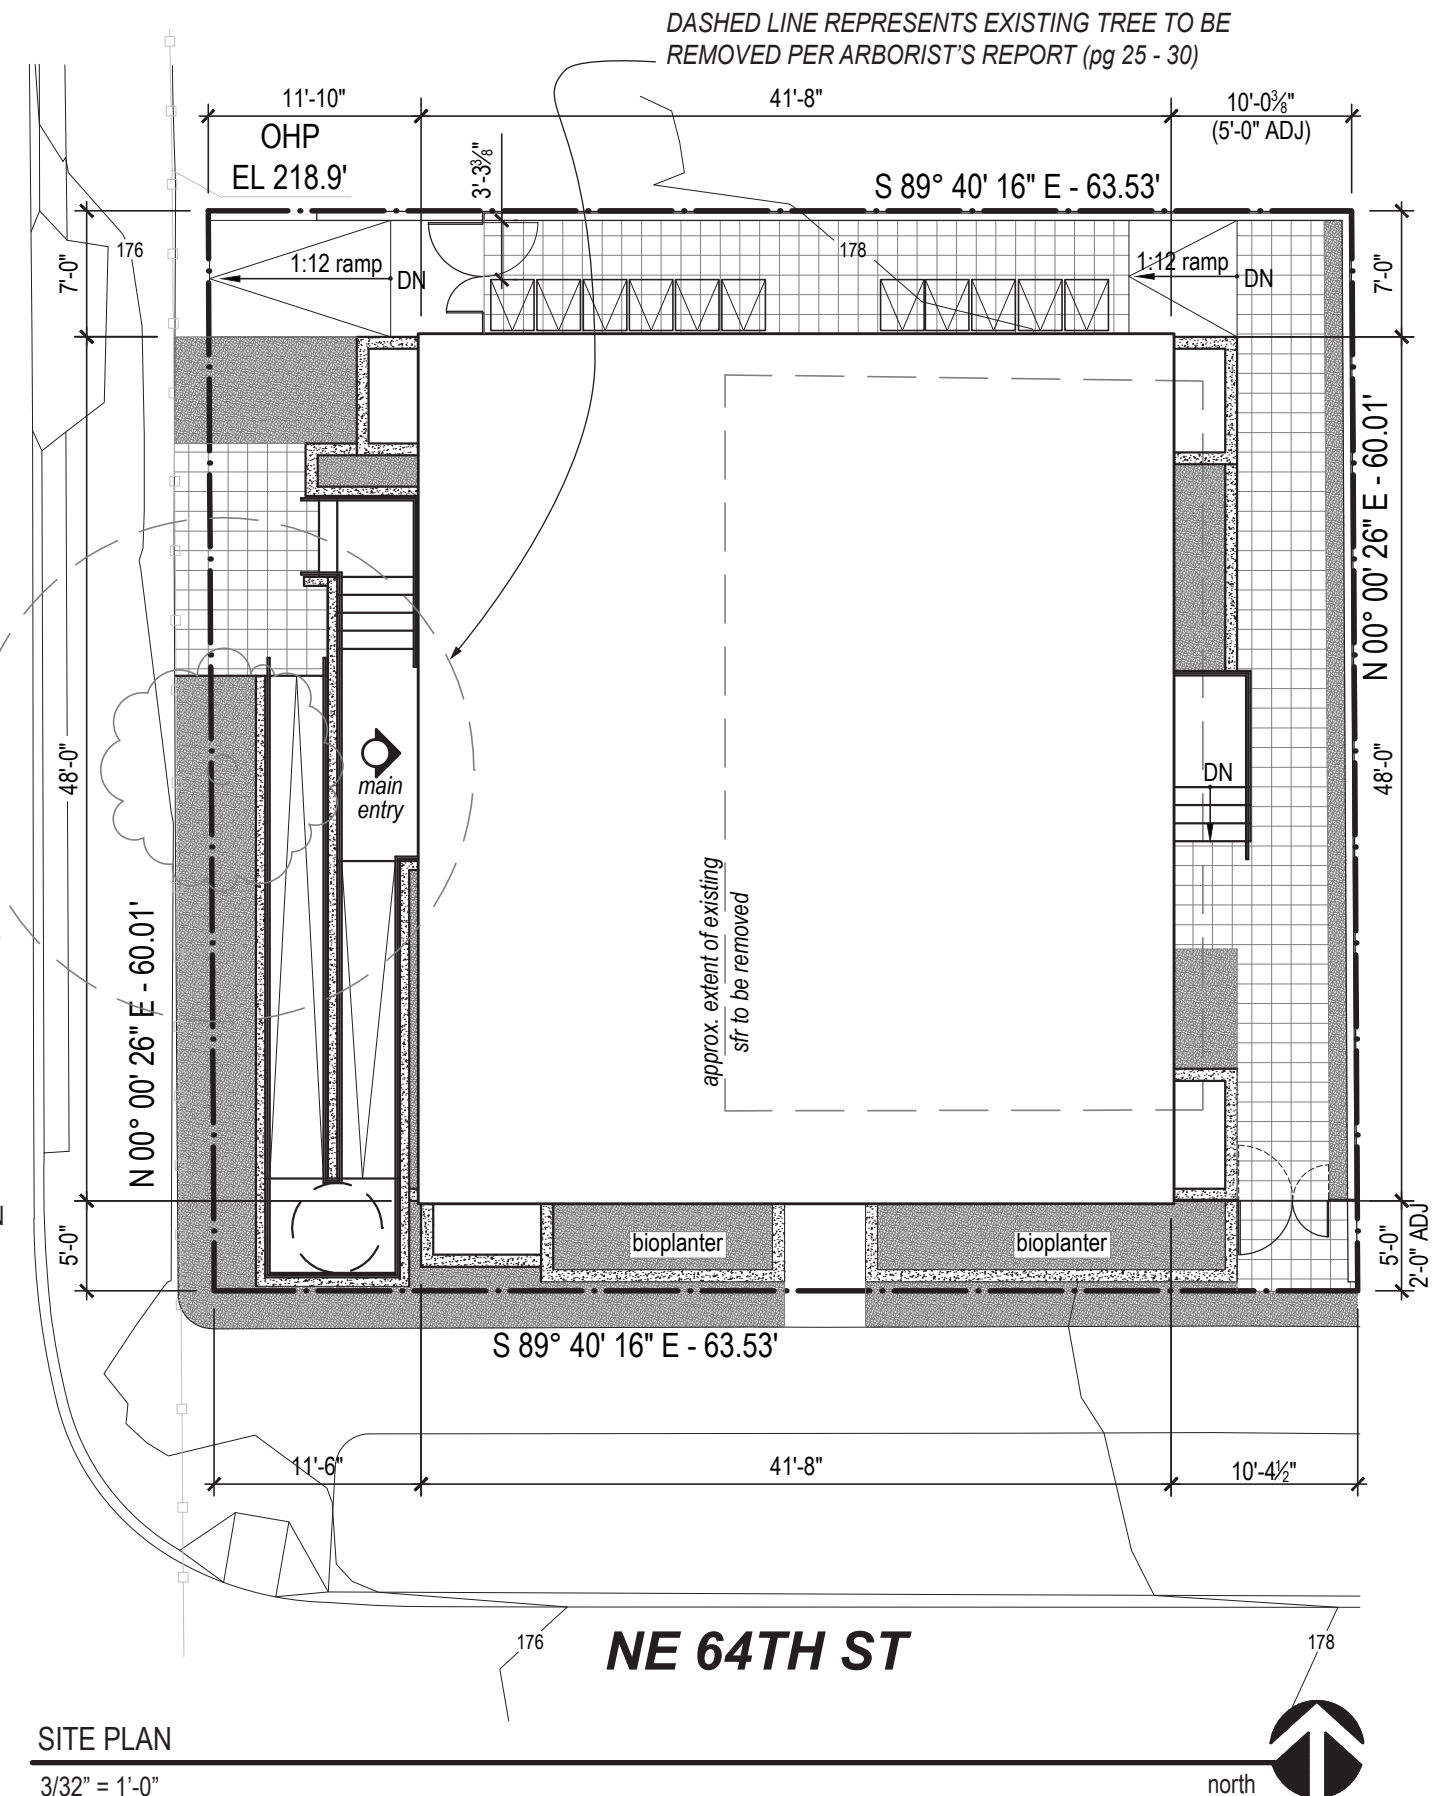 DASHED LINE REPRESENTS EXISTING TREE TO BE
REMOVED PER ARBORIST'S REPORT (pg 25 - 30)
11'-10"
41'-8"
10'-0⅜"
(5'-0" ADJ)
OHP
EL 218.9'
3'-3⅜"
S 89° 40' 16" E - 63.53'
176
178
7'-0"
1:12 ramp
DN
1:12 ramp
DN
7'-0"
N 00° 00' 26" E - 60.01'
48'-0"
main
entry
DN
48'-0"
approx. extent of existing
sfr to be removed
N 00° 00' 26" E - 60.01'
5'-0"
bioplanter
bioplanter
5'-0"
2'-0" ADJ
S 89° 40' 16" E - 63.53'
11'-6"
41'-8"
10'-4½"
176
NE 64TH ST
178
SITE PLAN
3/32" = 1'-0"
north